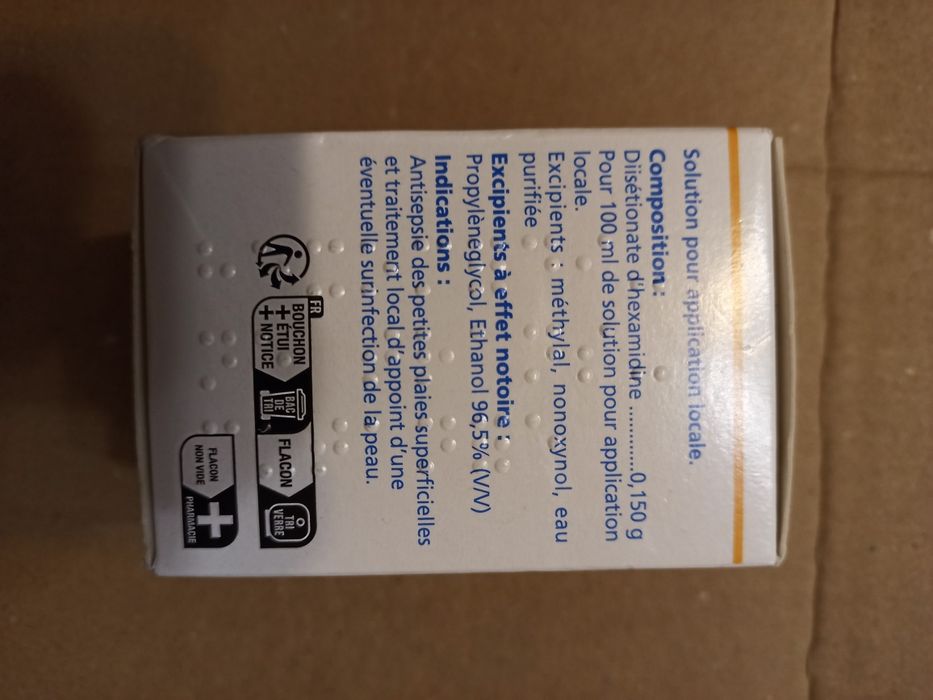 Solution pour application locale.
Composition :
Diisétionate d'hexamidine .............0,150 g
Pour 100 ml de solution pour application
locale.
Excipients : méthylal, nonoxynol, eau
purifiée
Excipients à effet notoire :
Propylèneglycol, Ethanol 96,5% (V/V)
Indications :
Antisepsie des petites plaies superficielles
et traitement local d'appoint d'une
éventuelle surinfection de la peau.
FR
BOUCHON
+ ÉTUI
+ NOTICE
BAC
DE
TRI
FLACON
TRI
VERRE
FLACON
NON VIDE
PHARMACIE